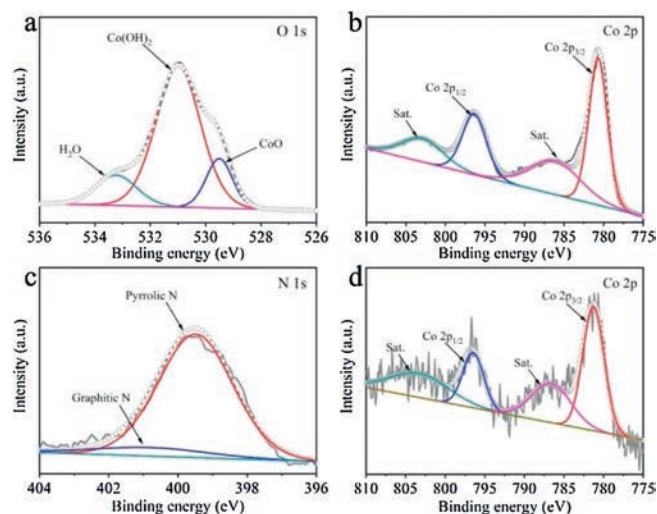 a
O 1s
Co(OH)2
H2O
CoO
Intensity (a.u.)
536 534 532 530 528 526
Binding energy (eV)
b
Co 2p
Co 2p3/2
Co 2p1/2
Sat.
Sat.
Intensity (a.u.)
810 805 800 795 790 785 780 775
Binding energy (eV)
c
N 1s
Pyrrolic N
Graphitic N
Intensity (a.u.)
404 402 400 398 396
Binding energy (eV)
d
Co 2p
Co 2p3/2
Co 2p1/2
Sat.
Sat.
Intensity (a.u.)
810 805 800 795 790 785 780 775
Binding energy (eV)